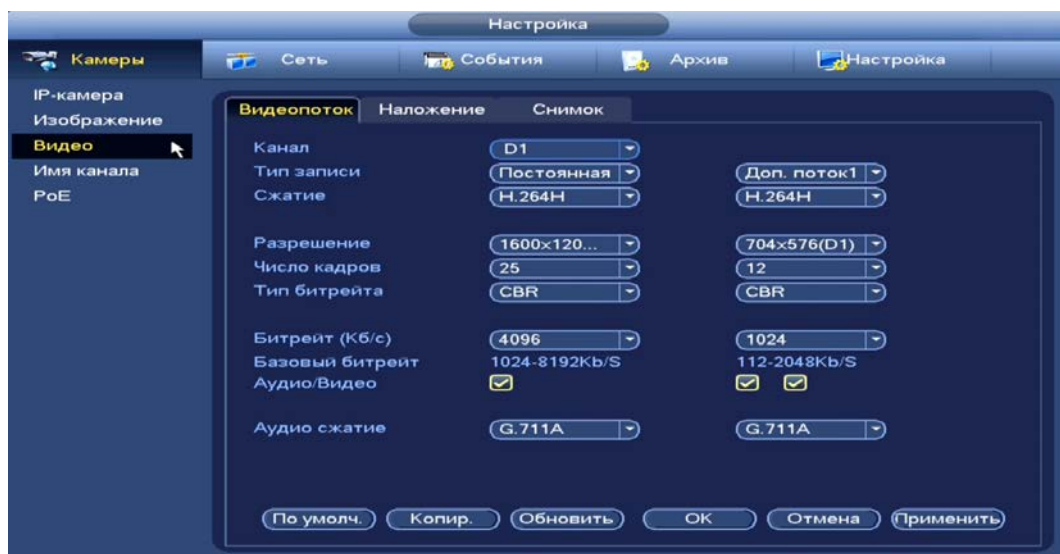 Настройка
Камеры Сеть События Архив Настройка
IP-камера
Изображение
Видео
Имя канала
PoE
Видеопоток Наложение Снимок
Канал D1
Тип записи Постоянная Доп. поток1
Сжатие H.264H H.264H
Разрешение 1600x120... 704x576(D1)
Число кадров 25 12
Тип битрейта CBR CBR
Битрейт (Кб/с) 4096 1024
Базовый битрейт 1024-8192Kb/S 112-2048Kb/S
Аудио/Видео
Аудио сжатие G.711A G.711A
По умолч. Копир. Обновить ОК Отмена Применить